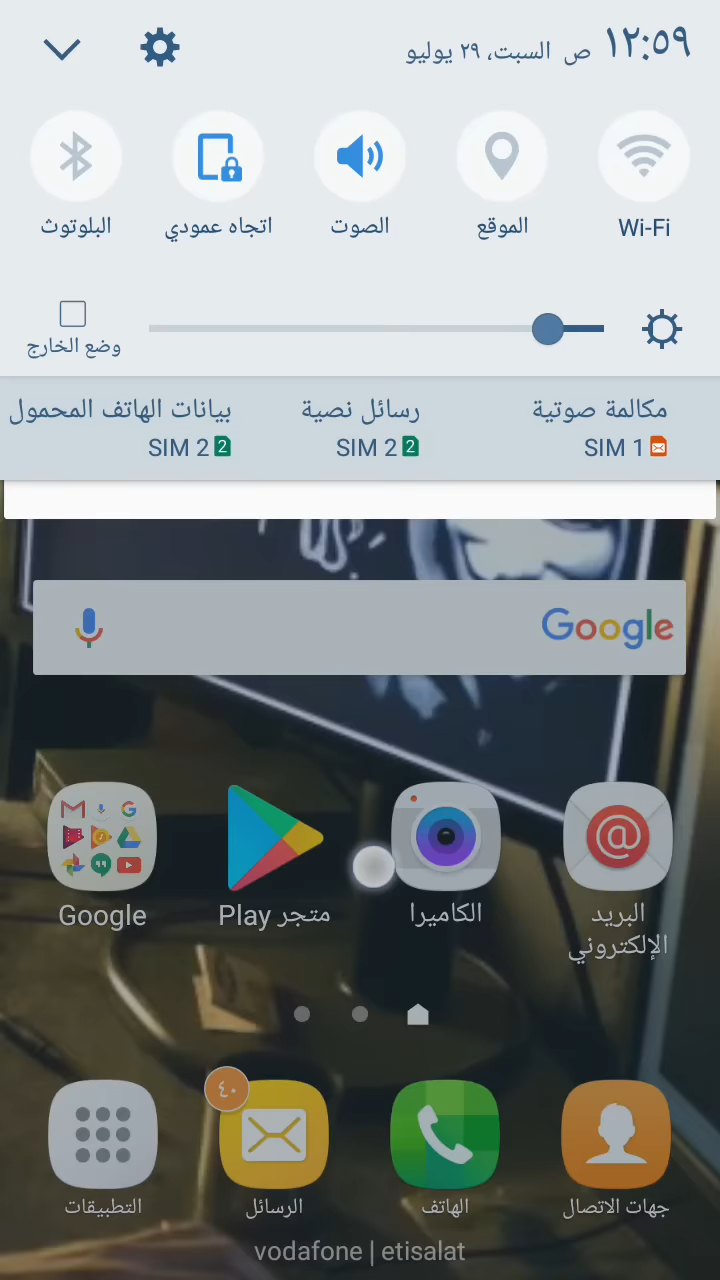 ١٢:٥٩ ص السبت، ٢٩ يوليو
Wi-Fi
الموقع
الصوت
اتجاه عمودي
البلوتوث
وضع الخارج
مكالمة صوتية
SIM 1
رسائل نصية
2 SIM 2
بيانات الهاتف المحمول
2 SIM 2
Google
البريد الإلكتروني
الكاميرا
متجر Play
Google
جهات الاتصال
الهاتف
٤٠
الرسائل
التطبيقات
vodafone | etisalat